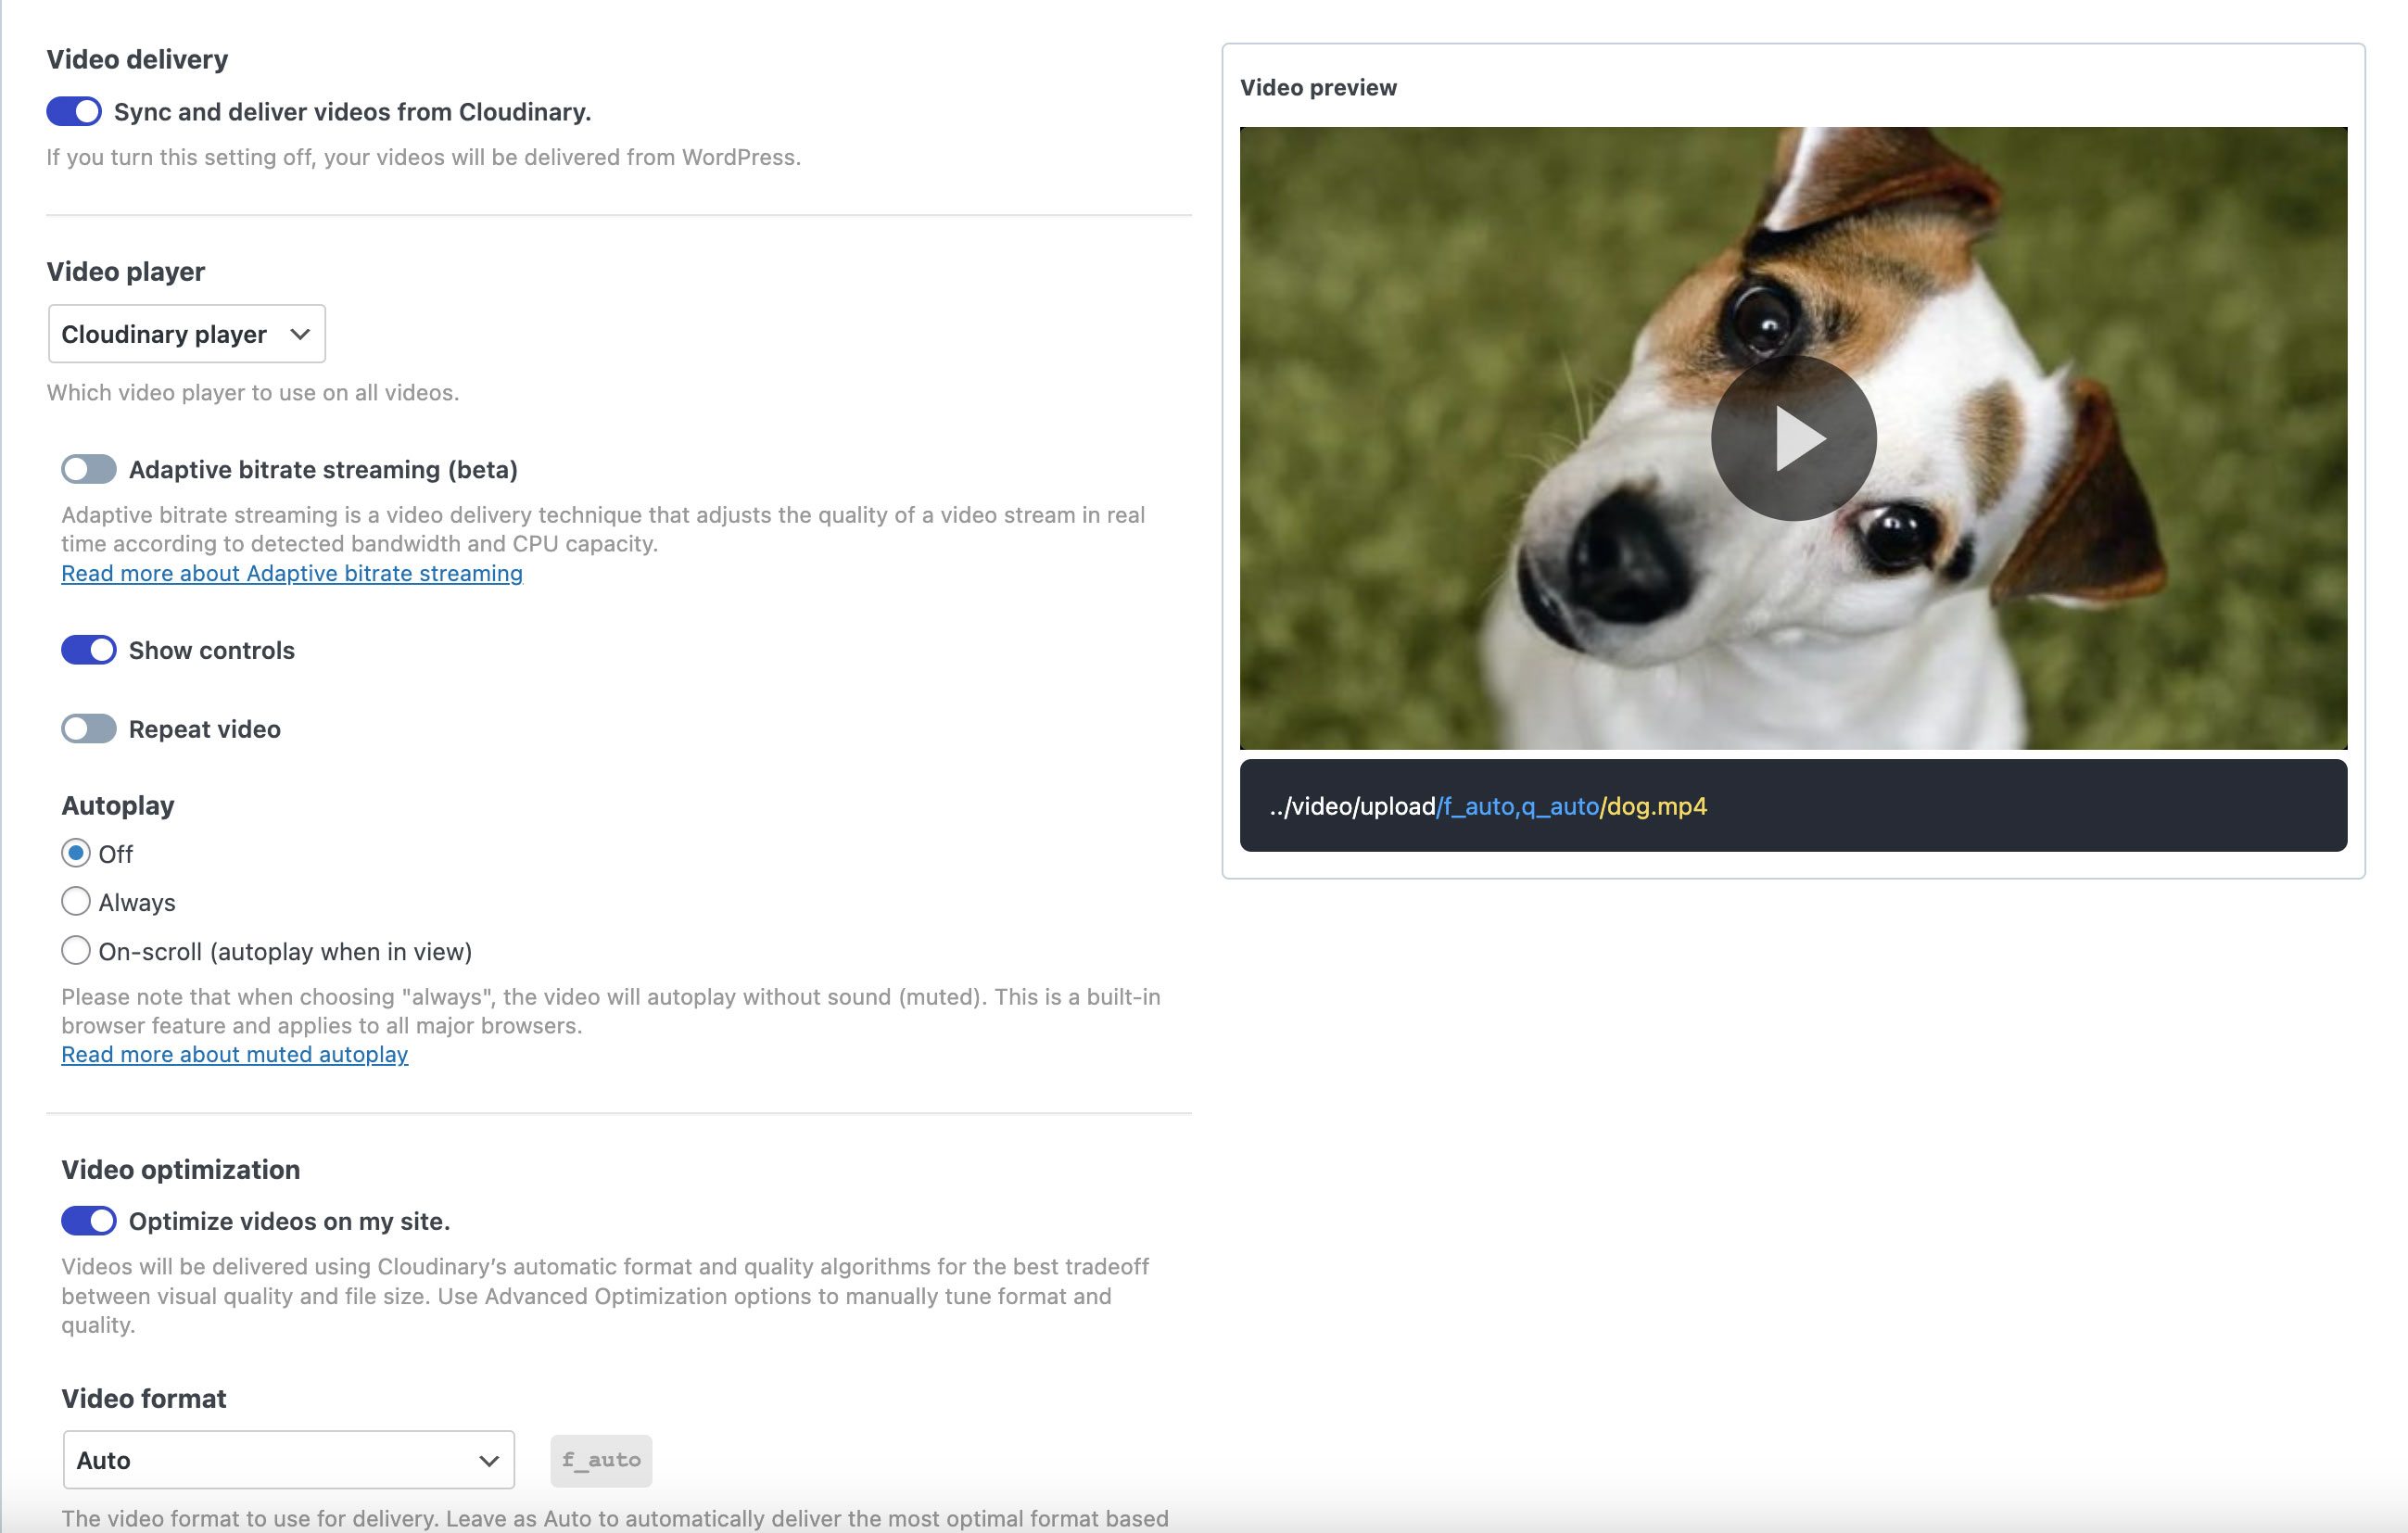 Video delivery
Sync and deliver videos from Cloudinary.
If you turn this setting off, your videos will be delivered from WordPress.
Video player
Cloudinary player
Which video player to use on all videos.
Adaptive bitrate streaming (beta)
Adaptive bitrate streaming is a video delivery technique that adjusts the quality of a video stream in real
time according to detected bandwidth and CPU capacity.
Read more about Adaptive bitrate streaming
Show controls
Repeat video
Autoplay
Off
Always
On-scroll (autoplay when in view)
Please note that when choosing "always", the video will autoplay without sound (muted). This is a built-in
browser feature and applies to all major browsers.
Read more about muted autoplay
Video optimization
Optimize videos on my site.
Videos will be delivered using Cloudinary’s automatic format and quality algorithms for the best tradeoff
between visual quality and file size. Use Advanced Optimization options to manually tune format and
quality.
Video format
Auto
f_auto
The video format to use for delivery. Leave as Auto to automatically deliver the most optimal format based
Video preview
../video/upload/f_auto,q_auto/dog.mp4